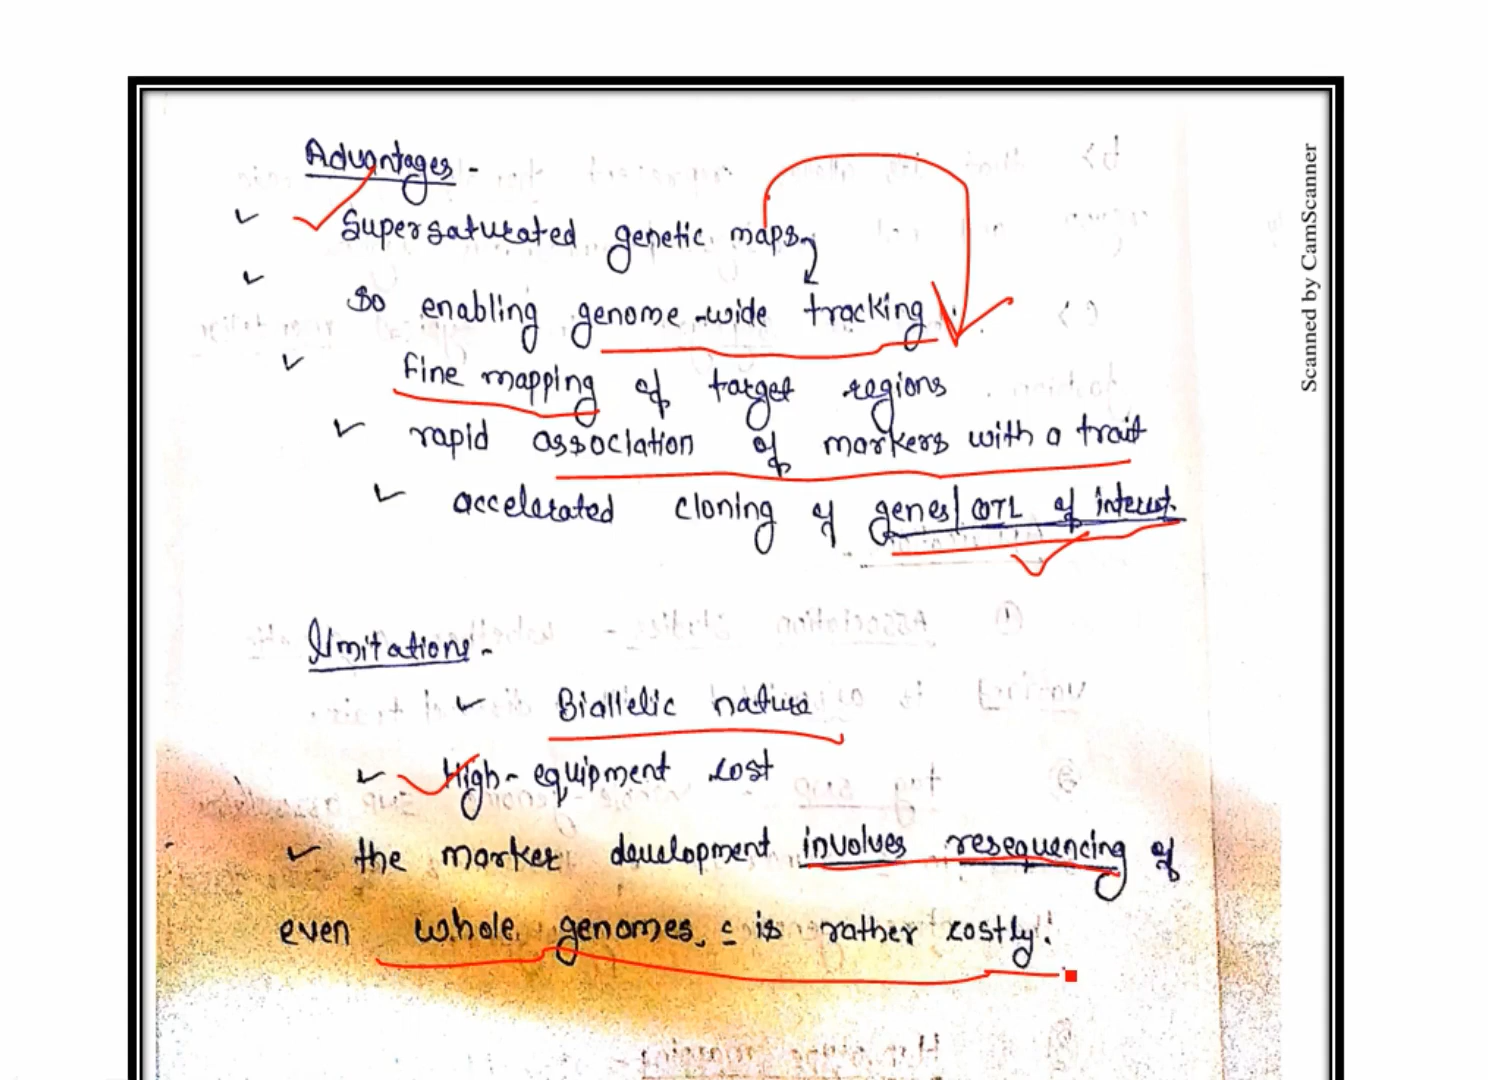 Advantages -
Supersaturated genetic maps,
so enabling genome-wide tracking
fine mapping of target regions
rapid association of markers with a trait
accelerated cloning of genes/QTL of interest.
limitations -
Biallelic nature
High-equipment cost
the marker development involves resequencing of
even whole genomes, is rather costly.
Scanned by CamScanner